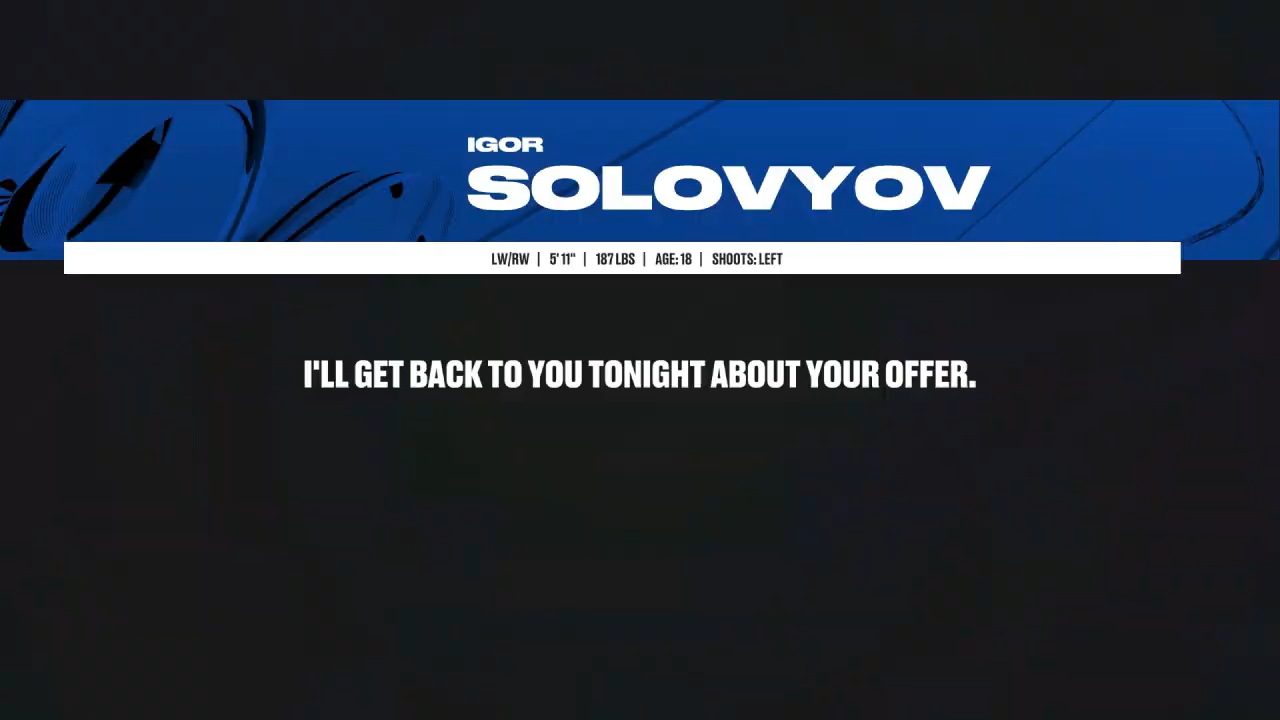 IGOR
SOLOVYOV
LW/RW | 5'11" | 187 LBS | AGE: 18 | SHOOTS: LEFT
I'LL GET BACK TO YOU TONIGHT ABOUT YOUR OFFER.